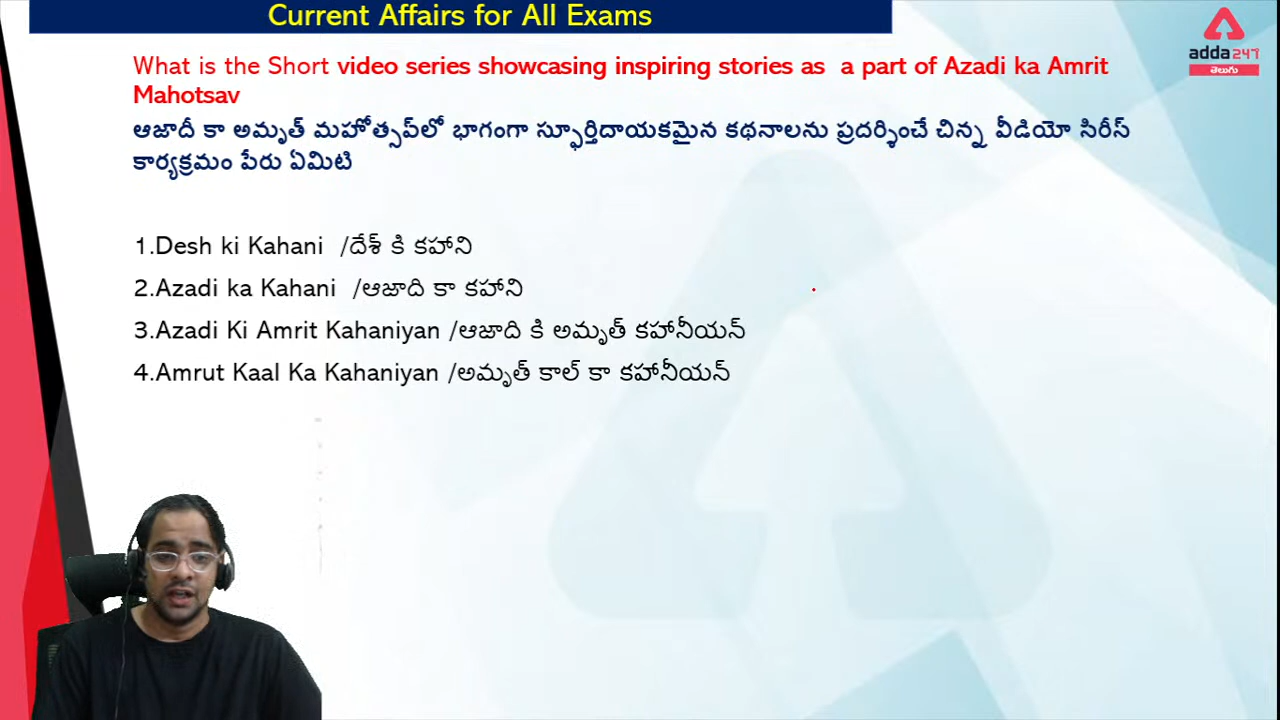 Current Affairs for All Exams
adda247
తెలుగు
What is the Short video series showcasing inspiring stories as a part of Azadi ka Amrit
Mahotsav
ఆజాదీ కా అమృత్ మహోత్సవ్‌లో భాగంగా స్ఫూర్తిదాయకమైన కథనాలను ప్రదర్శించే చిన్న వీడియో సిరీస్
కార్యక్రమం పేరు ఏమిటి
1.Desh ki Kahani /దేశ్ కి కహాని
2.Azadi ka Kahani /ఆజాది కా కహాని
3.Azadi Ki Amrit Kahaniyan /ఆజాది కి అమృత్ కహానీయన్
4.Amrut Kaal Ka Kahaniyan /అమృత్ కాల్ కా కహానీయన్